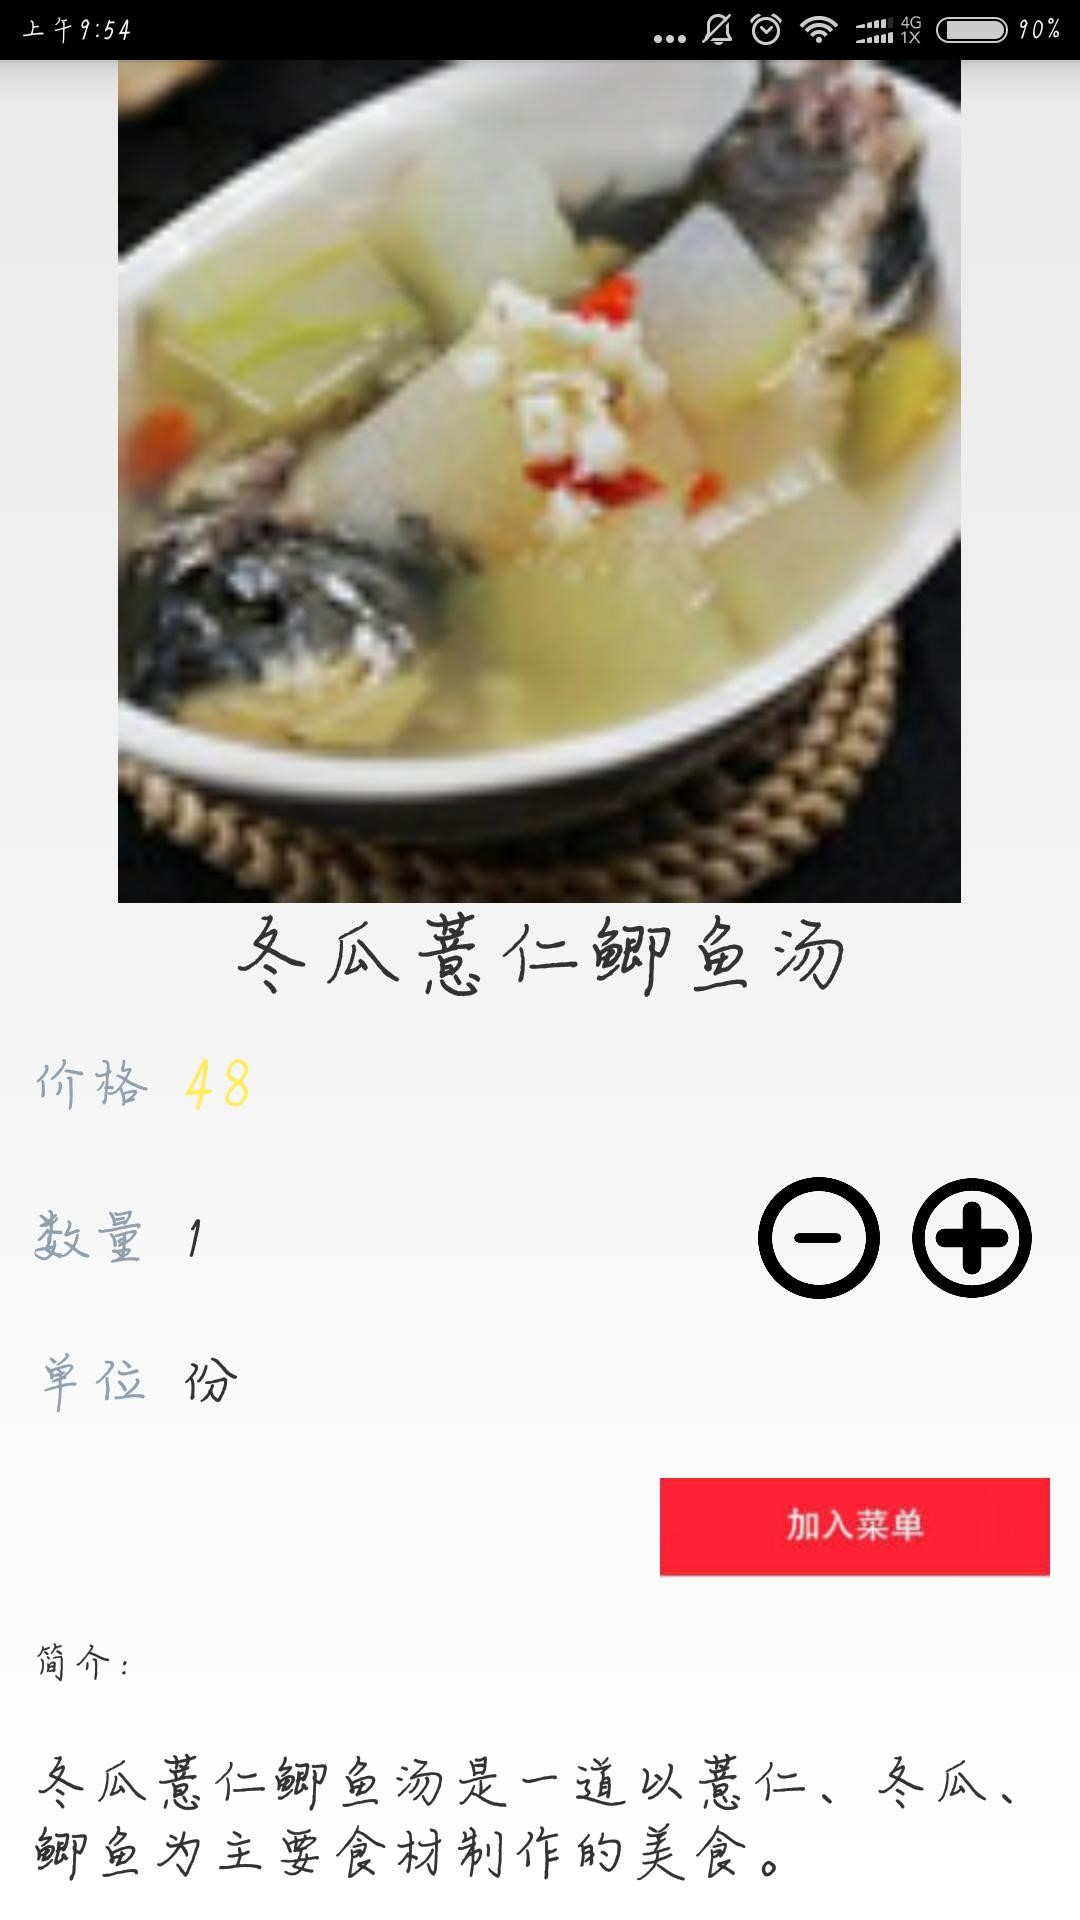 上午9:54
4G
1X
90%
冬瓜薏仁鲫鱼汤
价格 48
数量 1
单位 份
加入菜单
简介:
冬瓜薏仁鲫鱼汤是一道以薏仁、冬瓜、
鲫鱼为主要食材制作的美食。